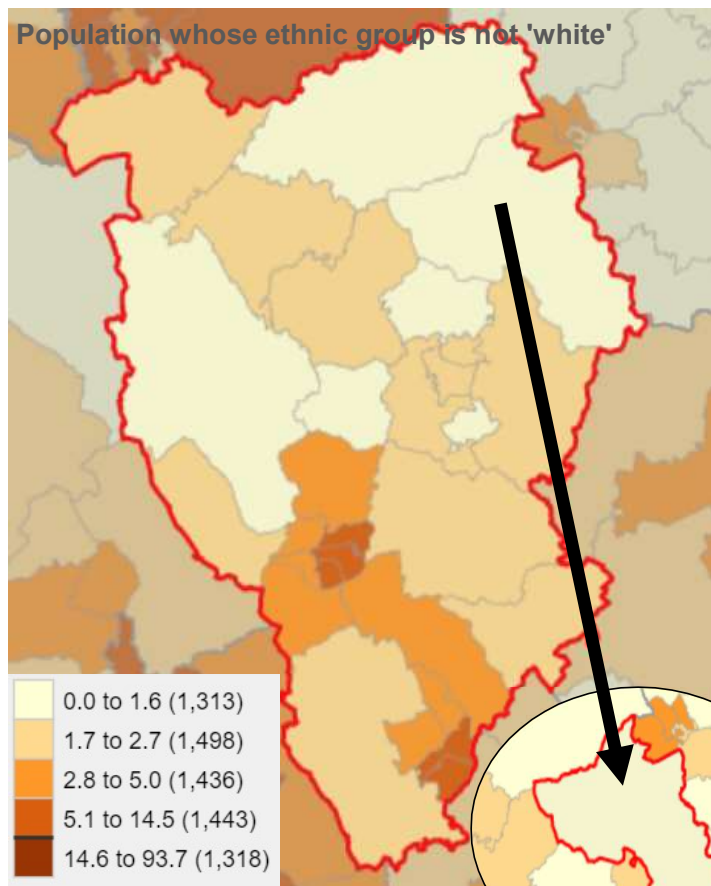 Population whose ethnic group is not 'white'
0.0 to 1.6 (1,313)
1.7 to 2.7 (1,498)
2.8 to 5.0 (1,436)
5.1 to 14.5 (1,443)
14.6 to 93.7 (1,318)